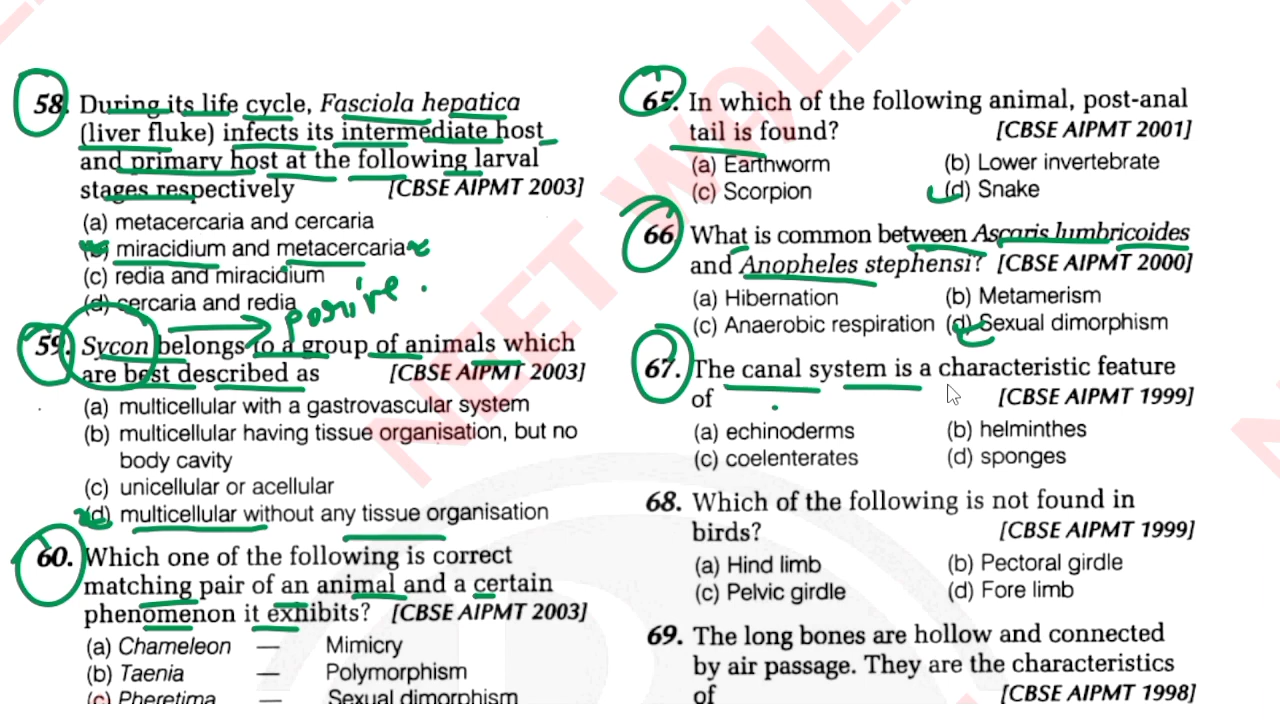 58. During its life cycle, Fasciola hepatica
(liver fluke) infects its intermediate host
and primary host at the following larval
stages respectively [CBSE AIPMT 2003]
(a) metacercaria and cercaria
(b) miracidium and metacercaria
(c) redia and miracidium
(d) cercaria and redia
59. Sycon belongs to a group of animals which
are best described as [CBSE AIPMT 2003]
(a) multicellular with a gastrovascular system
(b) multicellular having tissue organisation, but no
body cavity
(c) unicellular or acellular
(d) multicellular without any tissue organisation
60. Which one of the following is correct
matching pair of an animal and a certain
phenomenon it exhibits? [CBSE AIPMT 2003]
(a) Chameleon — Mimicry
(b) Taenia — Polymorphism
(c) Pheretima — Sexual dimorphism
65. In which of the following animal, post-anal
tail is found? [CBSE AIPMT 2001]
(a) Earthworm (b) Lower invertebrate
(c) Scorpion (d) Snake
66. What is common between Ascaris lumbricoides
and Anopheles stephensi? [CBSE AIPMT 2000]
(a) Hibernation (b) Metamerism
(c) Anaerobic respiration (d) Sexual dimorphism
67. The canal system is a characteristic feature
of [CBSE AIPMT 1999]
(a) echinoderms (b) helminthes
(c) coelenterates (d) sponges
68. Which of the following is not found in
birds? [CBSE AIPMT 1999]
(a) Hind limb (b) Pectoral girdle
(c) Pelvic girdle (d) Fore limb
69. The long bones are hollow and connected
by air passage. They are the characteristics
of [CBSE AIPMT 1998]